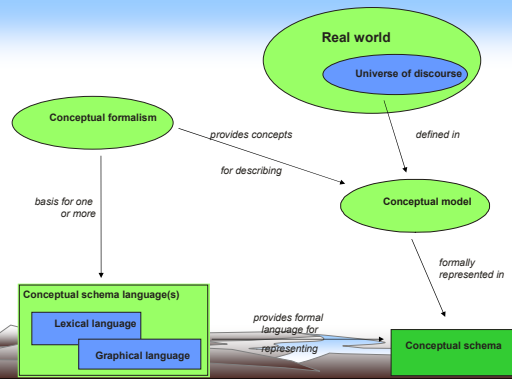 Real world
Universe of discourse
Conceptual formalism
provides concepts
for describing
defined in
basis for one
or more
Conceptual model
formally
represented in
Conceptual schema language(s)
Lexical language
Graphical language
provides formal
language for
representing
Conceptual schema